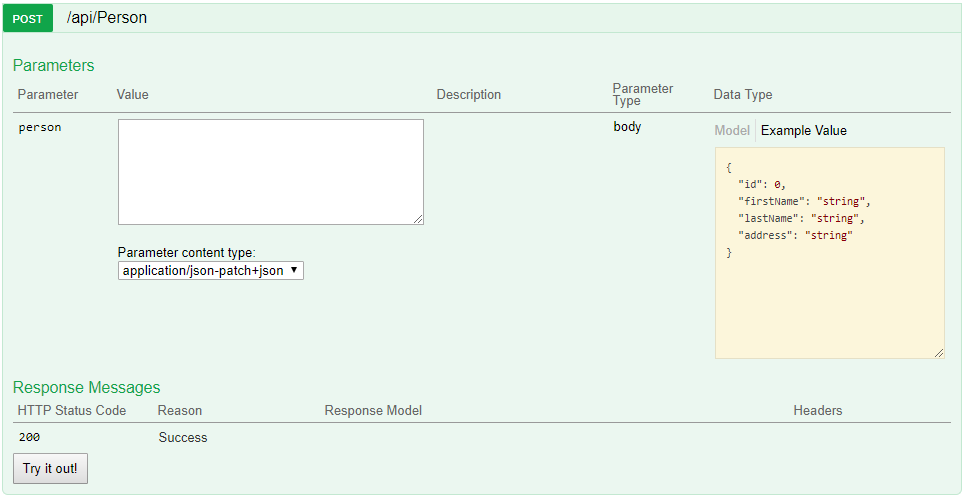 POST /api/Person
Parameters
Parameter Value Description Parameter Type Data Type
person body Model Example Value
{
"id": 0,
"firstName": "string",
"lastName": "string",
"address": "string"
}
Parameter content type:
application/json-patch+json
Response Messages
HTTP Status Code Reason Response Model Headers
200 Success
Try it out!